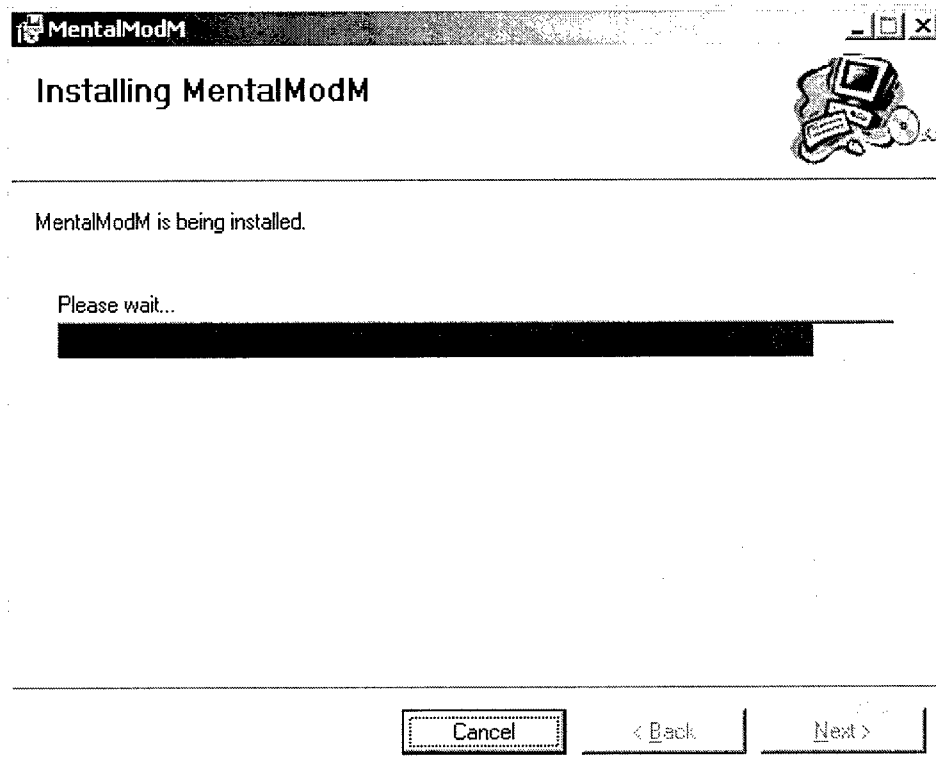 MentalModM
Installing MentalModM
MentalModM is being installed.
Please wait...
Cancel < Back Next >